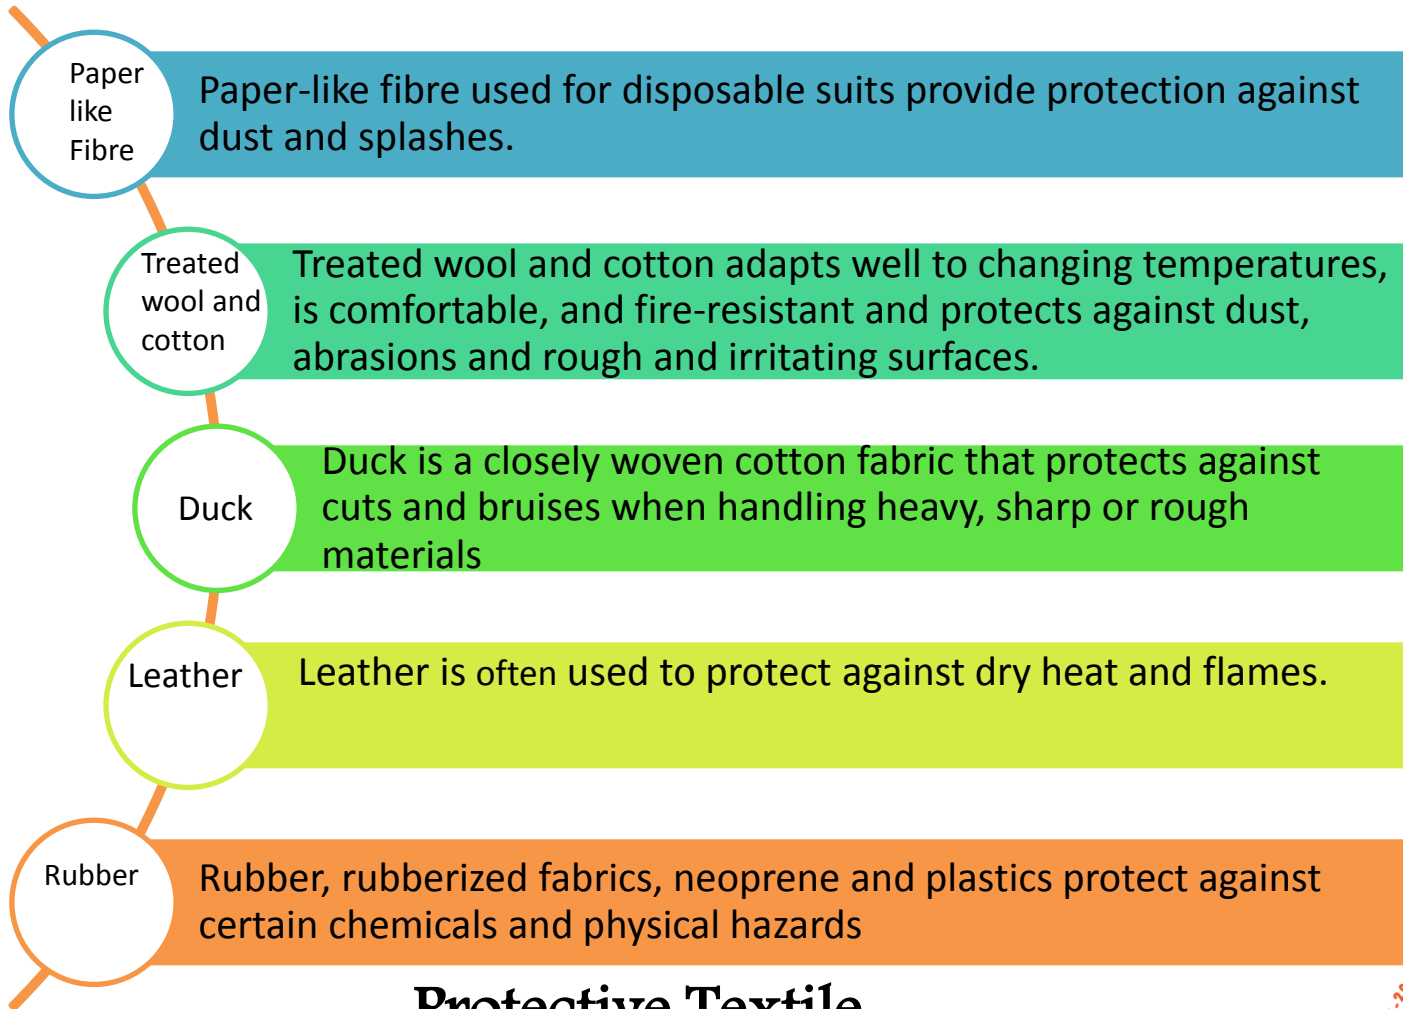 Paper
like
Fibre
Paper-like fibre used for disposable suits provide protection against
dust and splashes.
Treated
wool and
cotton
Treated wool and cotton adapts well to changing temperatures,
is comfortable, and fire-resistant and protects against dust,
abrasions and rough and irritating surfaces.
Duck
Duck is a closely woven cotton fabric that protects against
cuts and bruises when handling heavy, sharp or rough
materials
Leather
Leather is often used to protect against dry heat and flames.
Rubber
Rubber, rubberized fabrics, neoprene and plastics protect against
certain chemicals and physical hazards
Protective Textile